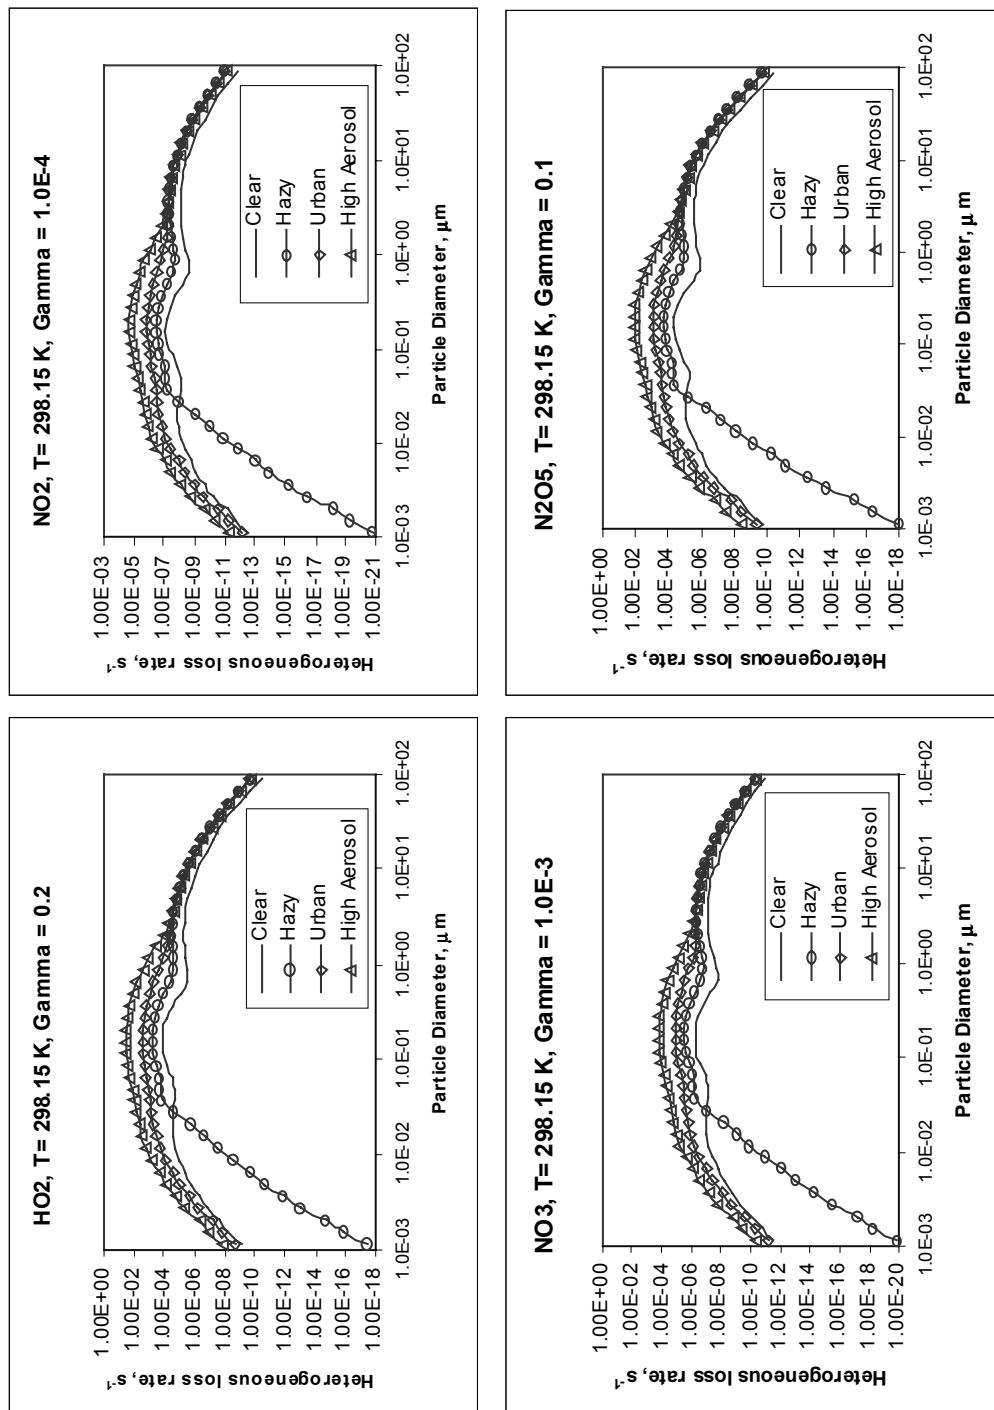 HO2, T= 298.15 K, Gamma = 0.2
Heterogeneous loss rate, s⁻¹
1.00E+00
1.00E-02
1.00E-04
1.00E-06
1.00E-08
1.00E-10
1.00E-12
1.00E-14
1.00E-16
1.00E-18
Clear
Hazy
Urban
High Aerosol
1.0E-03 1.0E-02 1.0E-01 1.0E+00 1.0E+01 1.0E+02
Particle Diameter, μm
NO2, T= 298.15 K, Gamma = 1.0E-4
Heterogeneous loss rate, s⁻¹
1.00E-03
1.00E-05
1.00E-07
1.00E-09
1.00E-11
1.00E-13
1.00E-15
1.00E-17
1.00E-19
1.00E-21
Clear
Hazy
Urban
High Aerosol
1.0E-03 1.0E-02 1.0E-01 1.0E+00 1.0E+01 1.0E+02
Particle Diameter, μm
NO3, T= 298.15 K, Gamma = 1.0E-3
Heterogeneous loss rate, s⁻¹
1.00E+00
1.00E-02
1.00E-04
1.00E-06
1.00E-08
1.00E-10
1.00E-12
1.00E-14
1.00E-16
1.00E-18
1.00E-20
Clear
Hazy
Urban
High Aerosol
1.0E-03 1.0E-02 1.0E-01 1.0E+00 1.0E+01 1.0E+02
Particle Diameter, μm
N2O5, T= 298.15 K, Gamma = 0.1
Heterogeneous loss rate, s⁻¹
1.00E+00
1.00E-02
1.00E-04
1.00E-06
1.00E-08
1.00E-10
1.00E-12
1.00E-14
1.00E-16
1.00E-18
Clear
Hazy
Urban
High Aerosol
1.0E-03 1.0E-02 1.0E-01 1.0E+00 1.0E+01 1.0E+02
Particle Diameter, μm